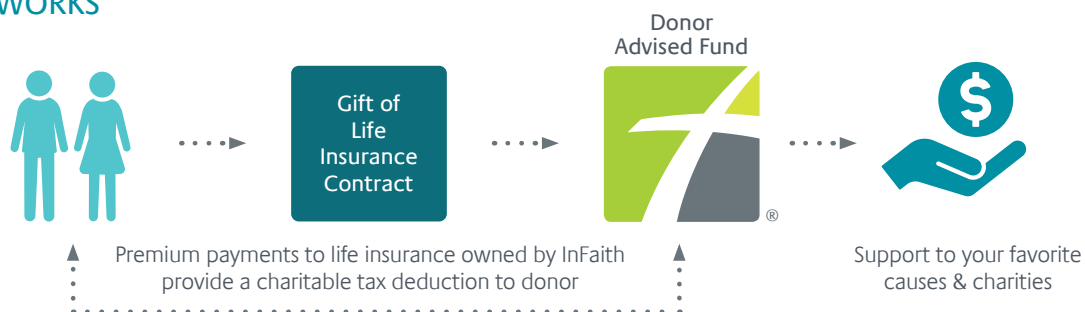 WORKS
Donor
Advised Fund
Gift of
Life
Insurance
Contract
$
®
Premium payments to life insurance owned by InFaith
provide a charitable tax deduction to donor
Support to your favorite
causes & charities